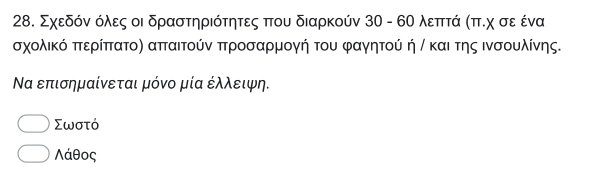 28. Σχεδόν όλες οι δραστηριότητες που διαρκούν 30 - 60 λεπτά (π.χ σε ένα
σχολικό περίπατο) απαιτούν προσαρμογή του φαγητού ή / και της ινσουλίνης.
Να επισημαίνεται μόνο μία έλλειψη.
Σωστό
Λάθος